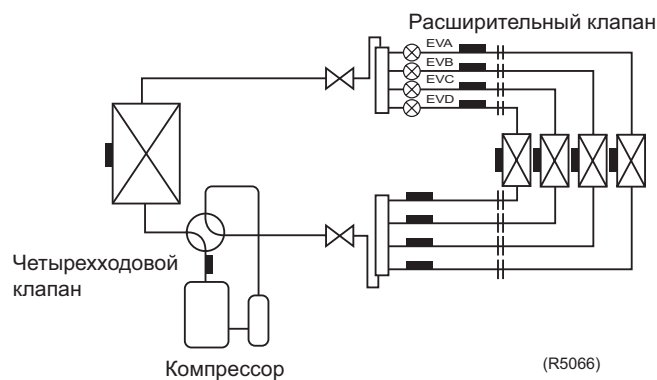 Расширительный клапан
EVA
EVB
EVC
EVD
Четырехходовой
клапан
Компрессор
(R5066)